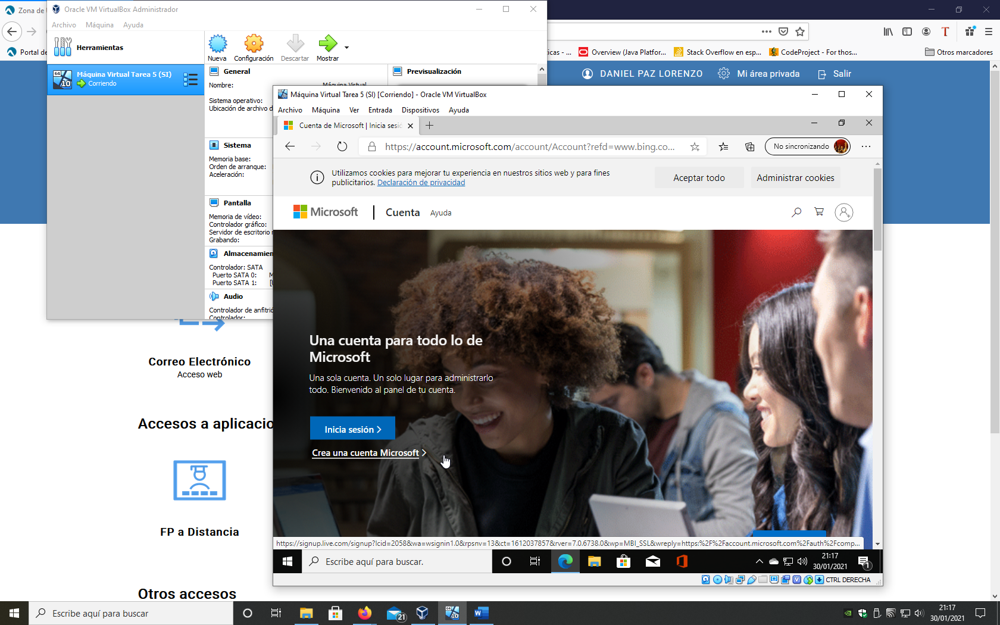 Zona de
Oracle VM VirtualBox Administrador
Archivo Máquina Ayuda
Herramientas
Nueva Configuración Descartar Mostrar
Portal de
icas - ... Overview (Java Platfor... Stack Overflow en esp... CodeProject - For thos... Otros marcadores
DANIEL PAZ LORENZO Mi área privada Salir
64 10 Máquina Virtual Tarea 5 (SI)
Corriendo
General Previsualización
Nombre: Máquina Virtual
Sistema operativo:
Ubicación de archivo d
Sistema
Memoria base:
Orden de arranque:
Aceleración:
Pantalla
Memoria de vídeo:
Controlador gráfico:
Servidor de escritorio r
Grabando:
Almacenamien
Controlador: SATA
Puerto SATA 0: M
Puerto SATA 1:
Audio
Controlador de anfitrió
Controlador:
Máquina Virtual Tarea 5 (SI) [Corriendo] - Oracle VM VirtualBox
Archivo Máquina Ver Entrada Dispositivos Ayuda
Cuenta de Microsoft | Inicia sesió
https://account.microsoft.com/account/Account?refd=www.bing.co... No sincronizando
Utilizamos cookies para mejorar tu experiencia en nuestros sitios web y para fines
publicitarios. Declaración de privacidad
Aceptar todo Administrar cookies
Microsoft Cuenta Ayuda
Una cuenta para todo lo de
Microsoft
Una sola cuenta. Un solo lugar para administrarlo
todo. Bienvenido al panel de tu cuenta.
Inicia sesión
Crea una cuenta Microsoft
https://signup.live.com/signup?lcid=2058&wa=wsignin1.0&rpsnv=13&ct=1612037857&rver=7.0.6738.0&wp=MBI_SSL&wreply=https:%2F%2Faccount.microsoft.com%2Fauth%2Fcomp...
Escribe aquí para buscar.
21:17
30/01/2021
1
CTRL DERECHA
Correo Electrónico
Acceso web
Accesos a aplicacio
FP a Distancia
Otros accesos
Escribe aquí para buscar
21
10
21:17
30/01/2021